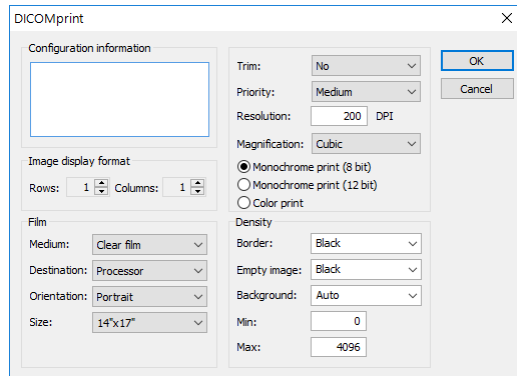 DICOMprint
Configuration information
Image display format
Rows: 1 Columns: 1
Film
Medium: Clear film
Destination: Processor
Orientation: Portrait
Size: 14"x17"
Trim: No
Priority: Medium
Resolution: 200 DPI
Magnification: Cubic
Monochrome print (8 bit)
Monochrome print (12 bit)
Color print
Density
Border: Black
Empty image: Black
Background: Auto
Min: 0
Max: 4096
OK
Cancel